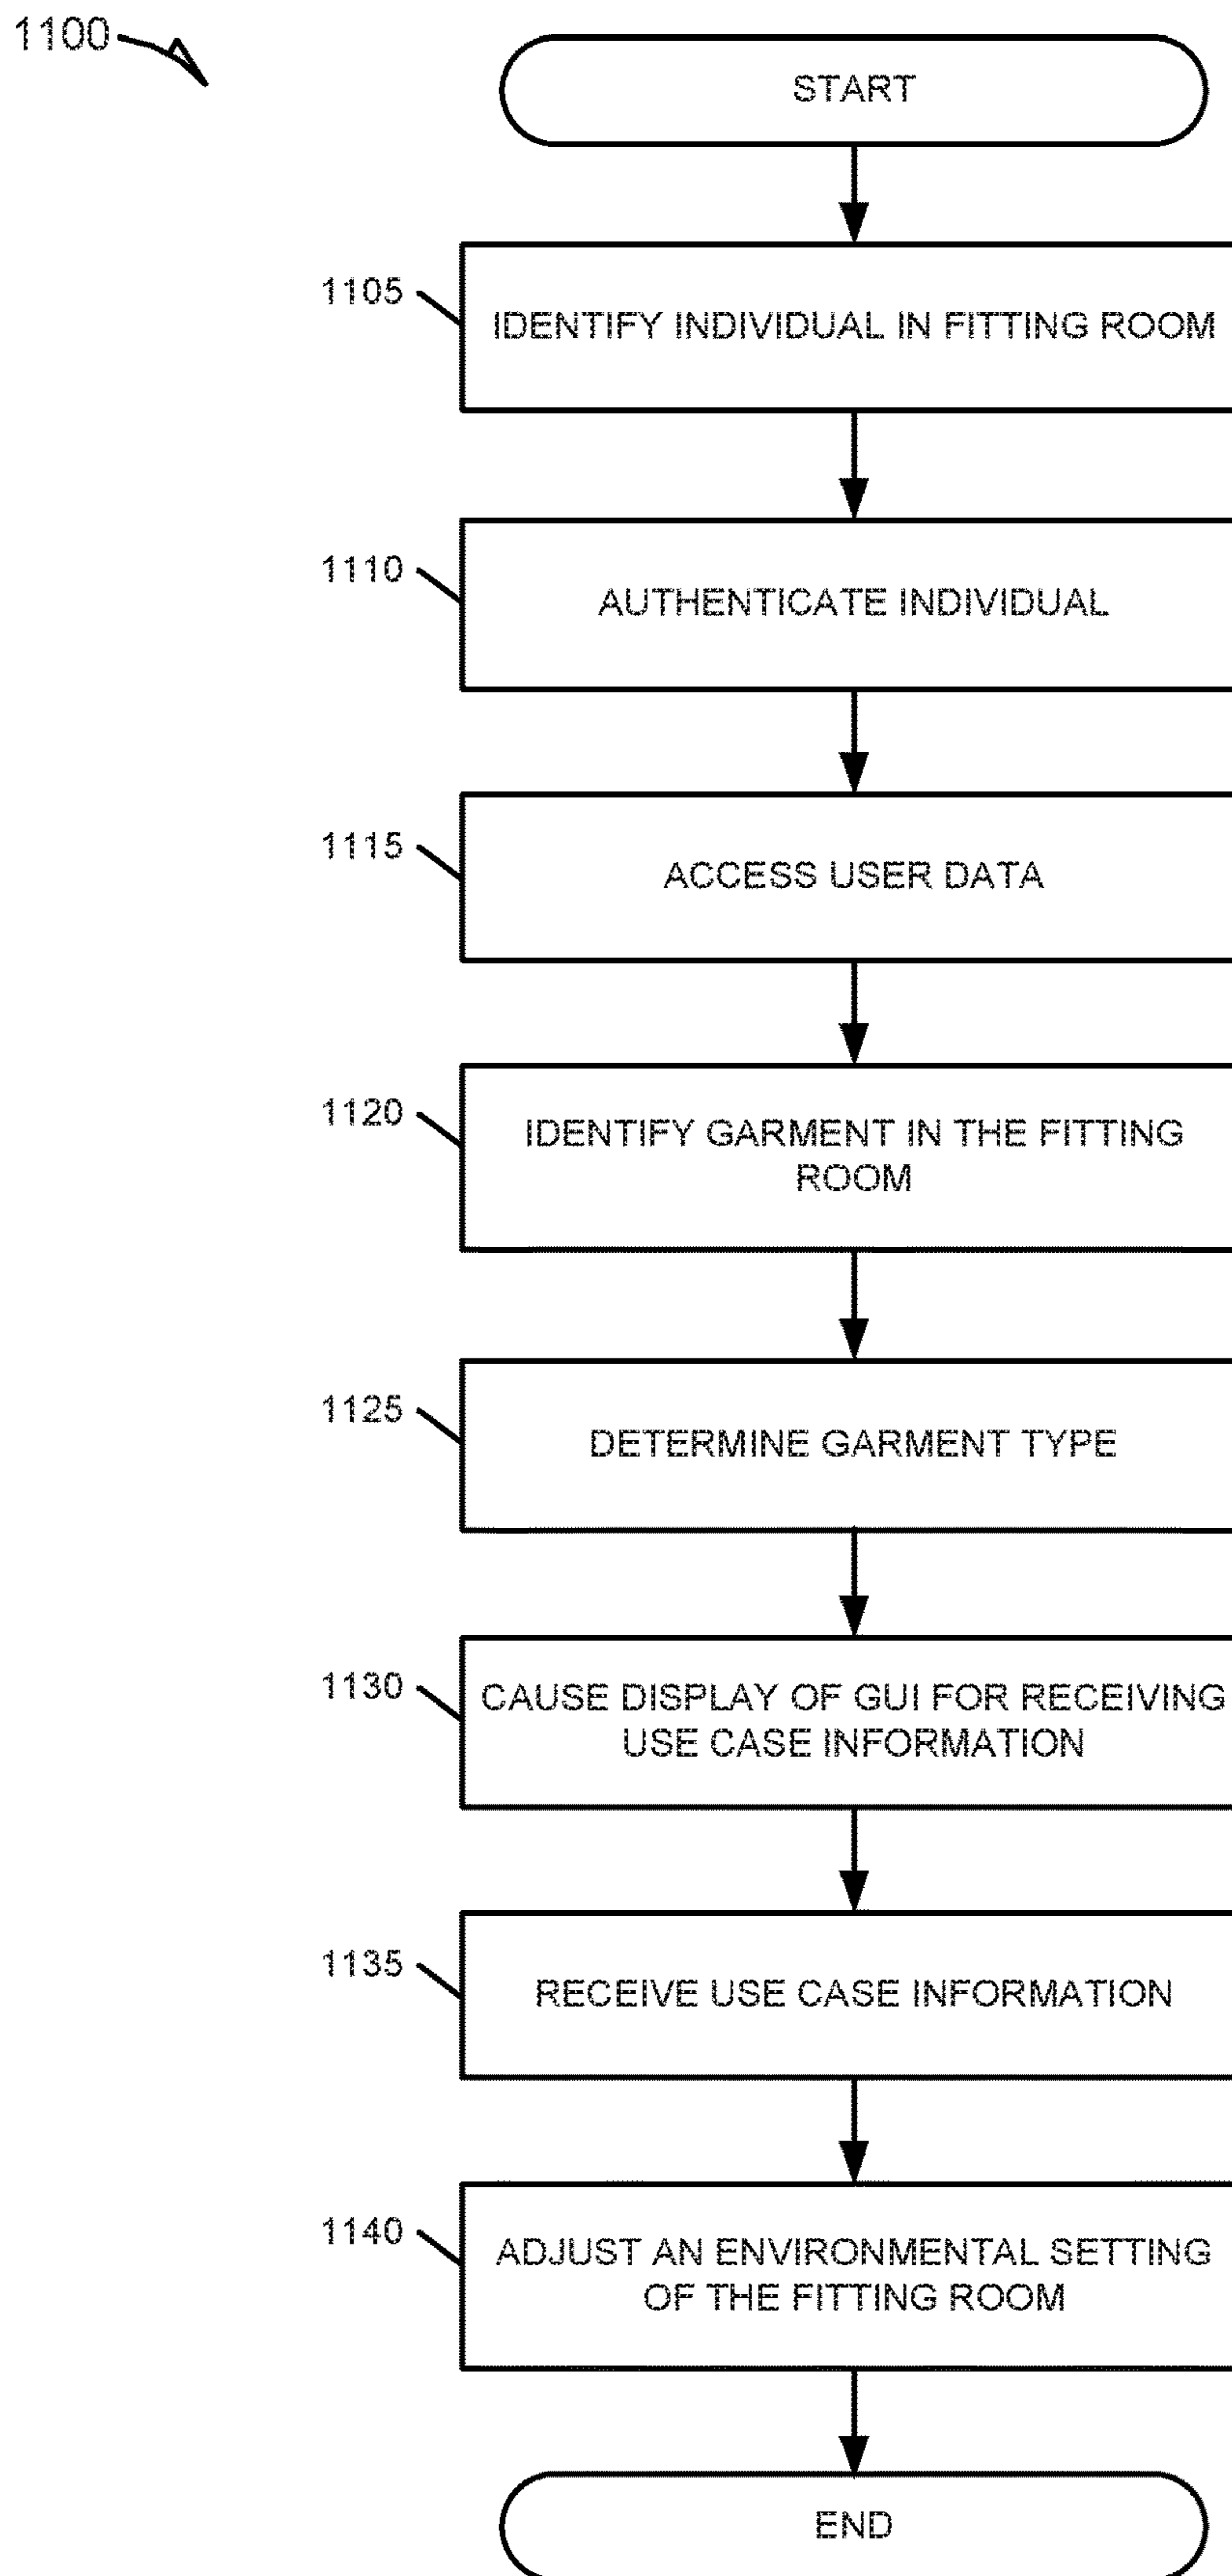 1100
START
1105
IDENTIFY INDIVIDUAL IN FITTING ROOM
1110
AUTHENTICATE INDIVIDUAL
1115
ACCESS USER DATA
1120
IDENTIFY GARMENT IN THE FITTING
ROOM
1125
DETERMINE GARMENT TYPE
1130
CAUSE DISPLAY OF GUI FOR RECEIVING
USE CASE INFORMATION
1135
RECEIVE USE CASE INFORMATION
1140
ADJUST AN ENVIRONMENTAL SETTING
OF THE FITTING ROOM
END